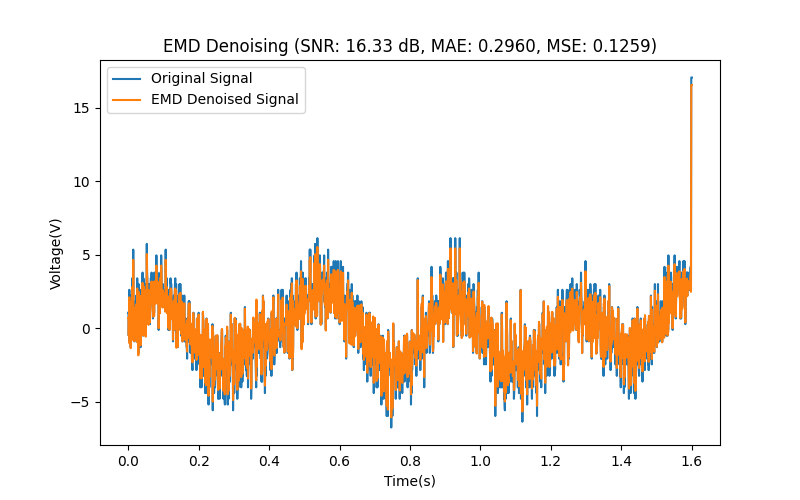 EMD Denoising (SNR: 16.33 dB, MAE: 0.2960, MSE: 0.1259)
Original Signal
EMD Denoised Signal
15
10
5
0
−5
Voltage(V)
0.0 0.2 0.4 0.6 0.8 1.0 1.2 1.4 1.6
Time(s)